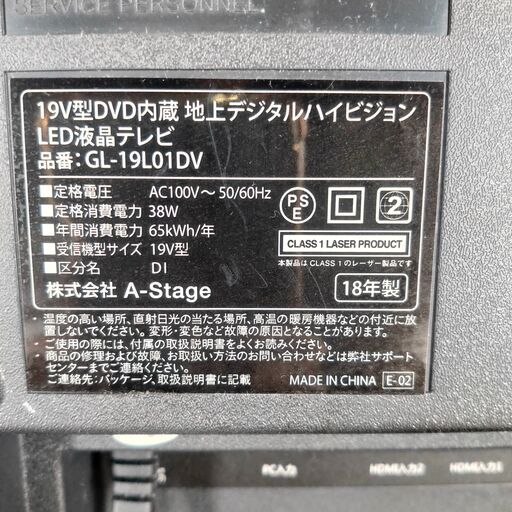 SERVICE PERSONNEL
19V型DVD内蔵 地上デジタルハイビジョン
LED液晶テレビ
品番：GL-19L01DV
■定格電圧 AC100V～50/60Hz
■定格消費電力 38W
■年間消費電力 65kWh/年
■受信機型サイズ 19V型
■区分名 DI
株式会社 A-Stage
PS
E
2
CLASS 1 LASER PRODUCT
本製品は CLASS 1 のレーザー製品です
18年製
・温度の高い場所、直射日光の当たる場所、高温の暖房機器などの付近に放
置しないでください。変形・変色など故障の原因となることがあります。
・ご使用の際には、付属の取扱説明書をよくお読みください。
・商品の修理および故障、お取り扱い方法のお問い合わせなどは弊社サポート
センターまでご連絡ください。
ご連絡先：パッケージ、取扱説明書に記載
MADE IN CHINA E-02
PC入力
HDMI入力2
HDMI入力1